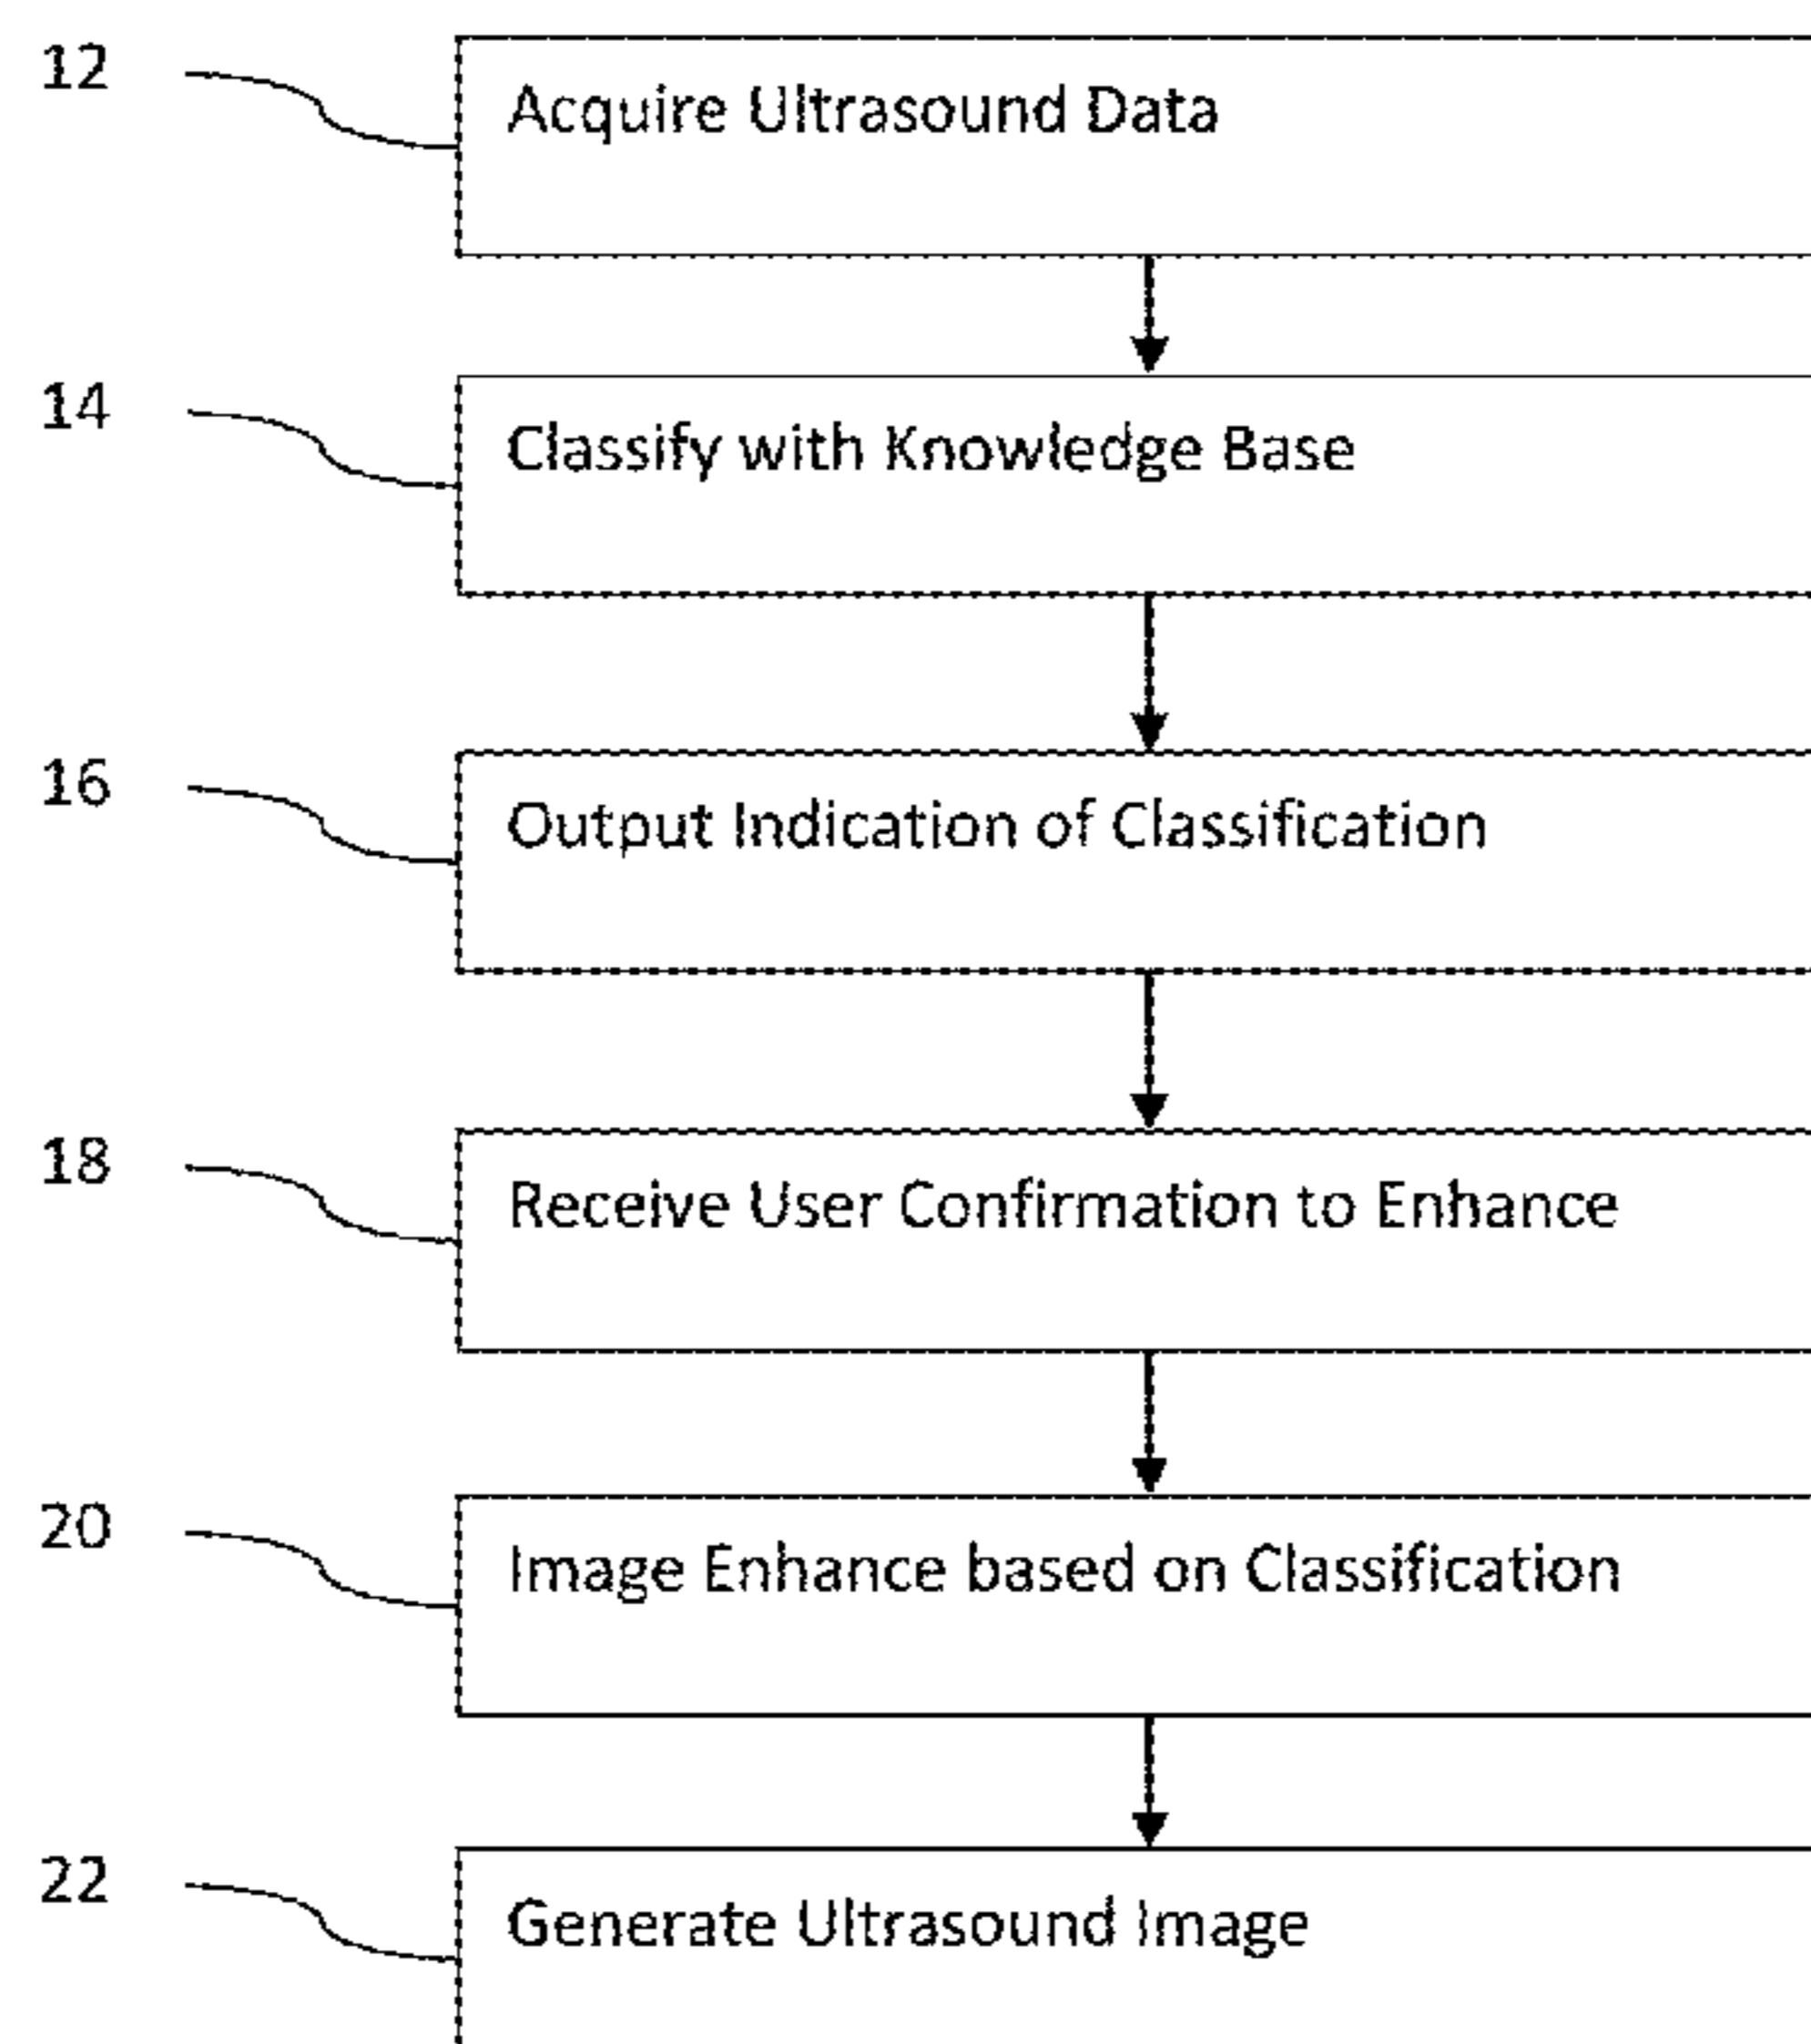 12
Acquire Ultrasound Data
14
Classify with Knowledge Base
16
Output Indication of Classification
18
Receive User Confirmation to Enhance
20
Image Enhance based on Classification
22
Generate Ultrasound Image